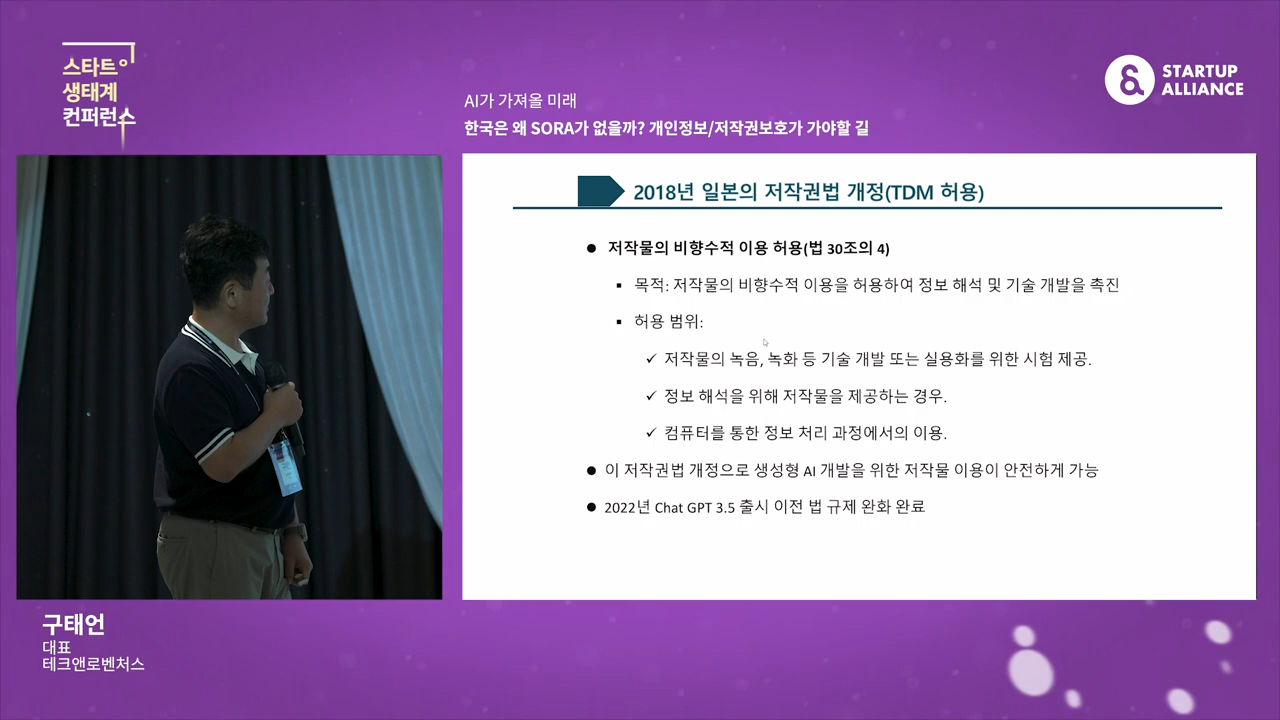 스타트
생태계
컨퍼런스
STARTUP
ALLIANCE
AI가 가져올 미래
한국은 왜 SORA가 없을까? 개인정보/저작권보호가 가야할 길
2018년 일본의 저작권법 개정(TDM 허용)
● 저작물의 비향수적 이용 허용(법 30조의 4)
▪ 목적: 저작물의 비향수적 이용을 허용하여 정보 해석 및 기술 개발을 촉진
▪ 허용 범위:
✓ 저작물의 녹음, 녹화 등 기술 개발 또는 실용화를 위한 시험 제공.
✓ 정보 해석을 위해 저작물을 제공하는 경우.
✓ 컴퓨터를 통한 정보 처리 과정에서의 이용.
● 이 저작권법 개정으로 생성형 AI 개발을 위한 저작물 이용이 안전하게 가능
● 2022년 Chat GPT 3.5 출시 이전 법 규제 완화 완료
구태언
대표
테크앤로벤처스